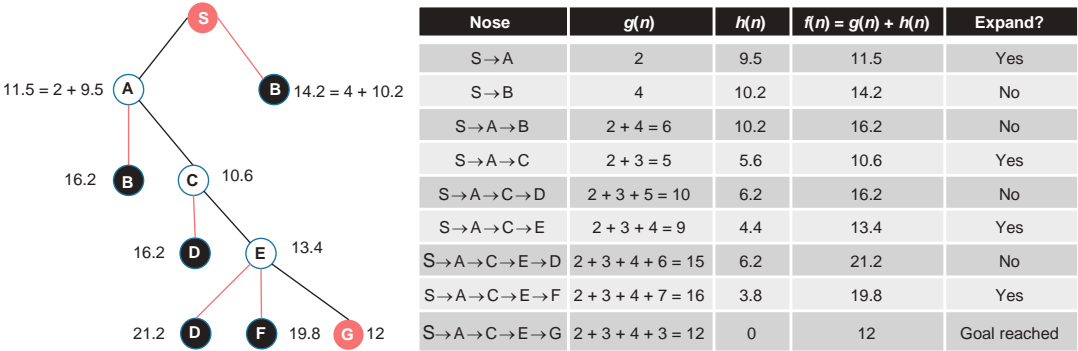 S
11.5 = 2 + 9.5 A
B 14.2 = 4 + 10.2
16.2 B
C 10.6
16.2 D
E 13.4
21.2 D F 19.8 G 12
Nose g(n) h(n) f(n) = g(n) + h(n) Expand?
S→A 2 9.5 11.5 Yes
S→B 4 10.2 14.2 No
S→A→B 2 + 4 = 6 10.2 16.2 No
S→A→C 2 + 3 = 5 5.6 10.6 Yes
S→A→C→D 2 + 3 + 5 = 10 6.2 16.2 No
S→A→C→E 2 + 3 + 4 = 9 4.4 13.4 Yes
S→A→C→E→D 2 + 3 + 4 + 6 = 15 6.2 21.2 No
S→A→C→E→F 2 + 3 + 4 + 7 = 16 3.8 19.8 Yes
S→A→C→E→G 2 + 3 + 4 + 3 = 12 0 12 Goal reached